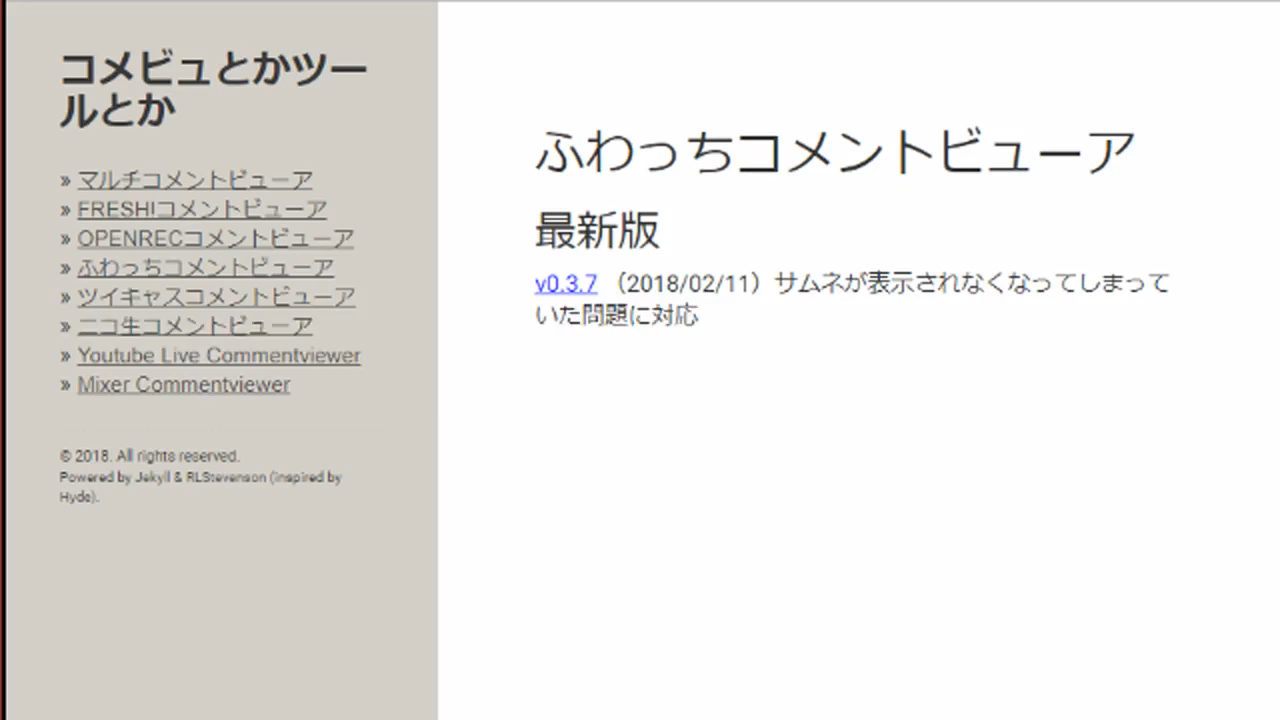 コメビュとかツー
ルとか
» マルチコメントビューア
» FRESH!コメントビューア
» OPENRECコメントビューア
» ふわっちコメントビューア
» ツイキャスコメントビューア
» ニコ生コメントビューア
» Youtube Live Commentviewer
» Mixer Commentviewer
© 2018. All rights reserved.
Powered by Jekyll & RLStevenson (inspired by
Hyde).
ふわっちコメントビューア
最新版
v0.3.7 （2018/02/11）サムネが表示されなくなってしまって
いた問題に対応